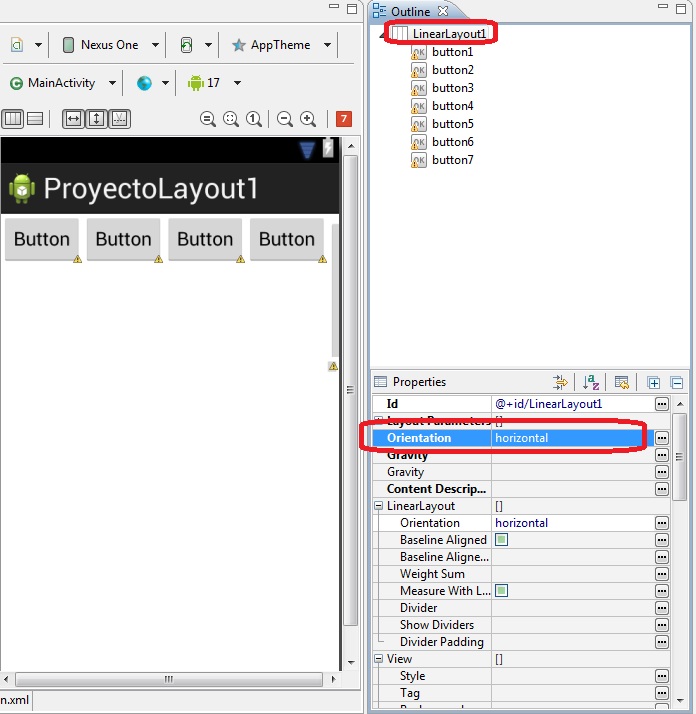 Nexus One
AppTheme
MainActivity
17
7
ProyectoLayout1
Button Button Button Button
n.xml
Outline
LinearLayout1
button1
button2
button3
button4
button5
button6
button7
Properties
Id @+id/LinearLayout1
Layout Parameters []
Orientation horizontal
Gravity
Gravity
Content Descrip...
LinearLayout []
Orientation horizontal
Baseline Aligned
Baseline Aligne...
Weight Sum
Measure With L...
Divider
Show Dividers
Divider Padding
View []
Style
Tag